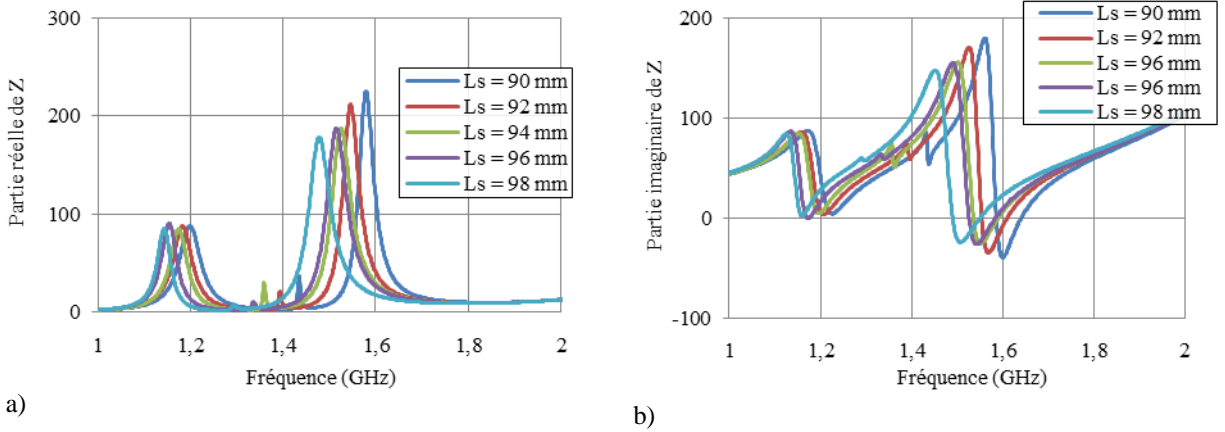 300
200
100
0
Partie réelle de Z
1
1,2
1,4
1,6
1,8
2
Fréquence (GHz)
Ls = 90 mm
Ls = 92 mm
Ls = 94 mm
Ls = 96 mm
Ls = 98 mm
a)
200
150
100
50
0
-100
Partie imaginaire de Z
1
1,2
1,4
1,6
1,8
2
Fréquence (GHz)
Ls = 90 mm
Ls = 92 mm
Ls = 96 mm
Ls = 96 mm
Ls = 98 mm
b)